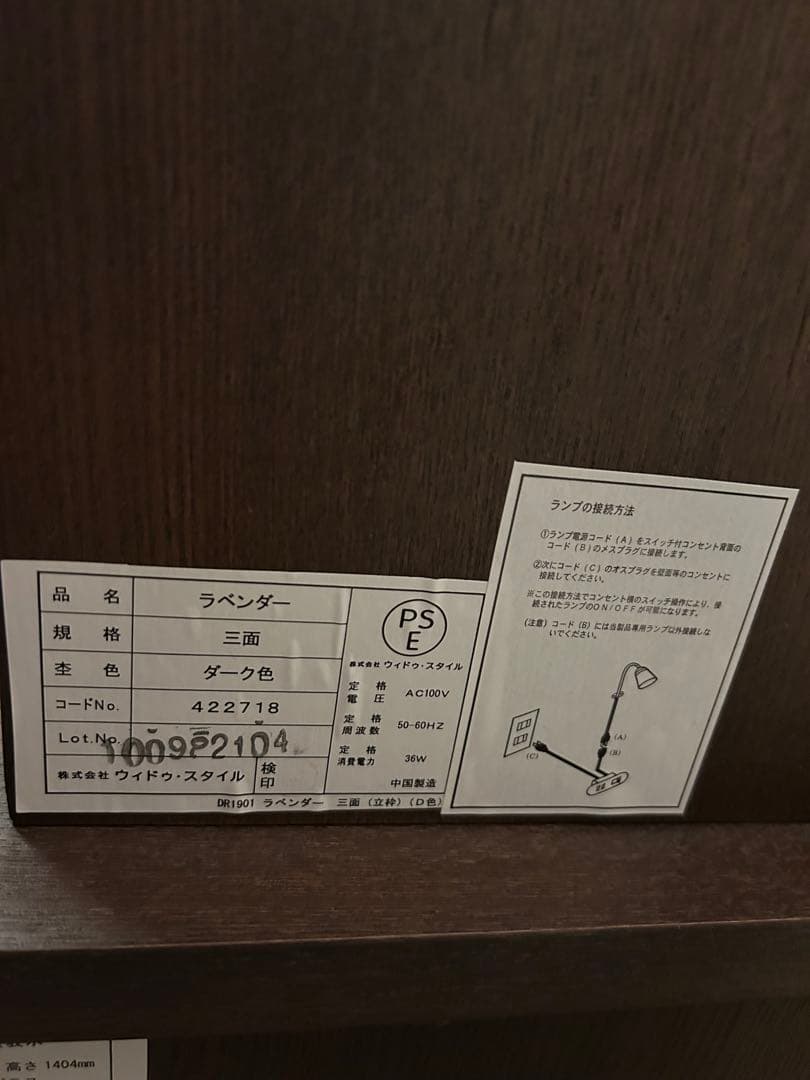 品名 ラベンダー
規格 三面
杢色 ダーク色
コードNo. 422718
Lot.No.
株式会社 ウィドゥ・スタイル 検印
PS
E
株式会社 ウィドゥ・スタイル
定格電圧 AC100V
定格周波数 50-60HZ
定格消費電力 36W
中国製造
DR1901 ラベンダー 三面(立枠)(D色)
ランプの接続方法
①ランプ電源コード(A)をスイッチ付コンセント背面の
コード(B)のメスプラグに接続します。
②次にコード(C)のオスプラグを壁面等のコンセントに
接続してください。
※この接続方法でコンセント横のスイッチ操作により、接
続されたランプのON/OFFが可能になります。
(注意)コード(B)には当製品専用ランプ以外接続しな
いでください。
(A)
(B)
(C)
高さ 1404mm